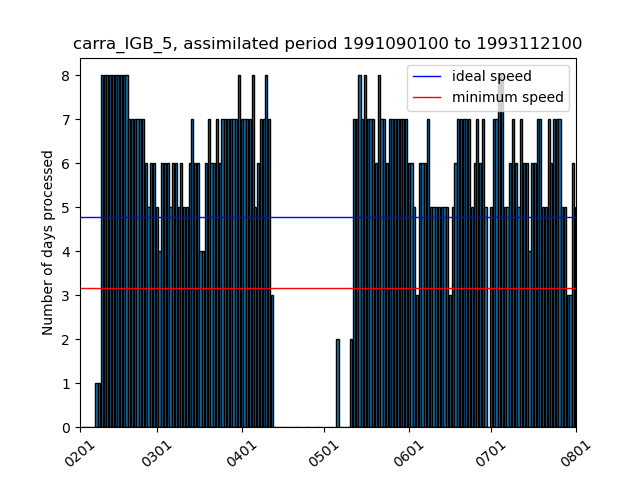 carra_IGB_5, assimilated period 1991090100 to 1993112100
ideal speed
minimum speed
Number of days processed
8
7
6
5
4
3
2
1
0
0201 0301 0401 0501 0601 0701 0801